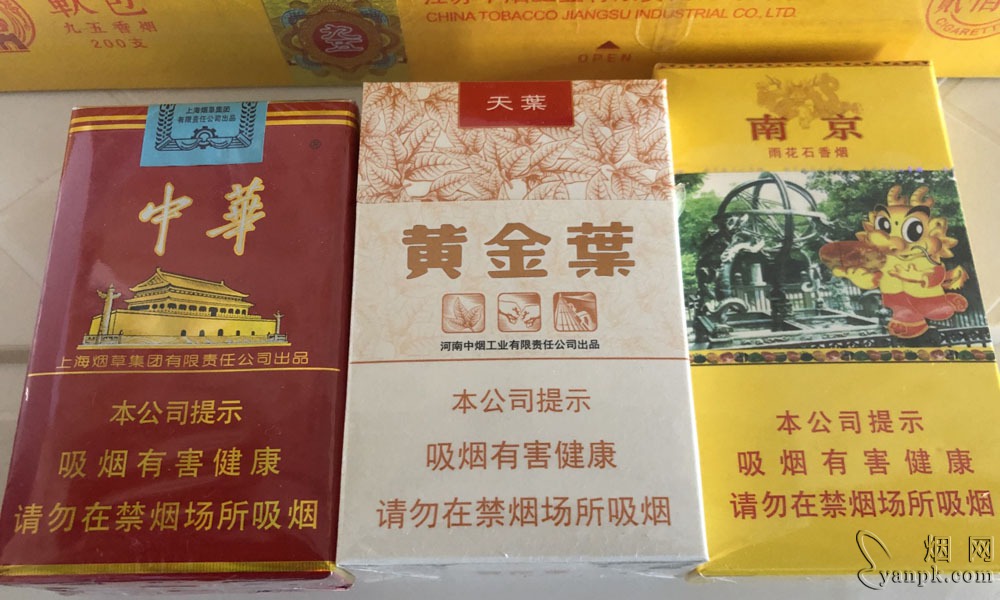 軟包
九五香烟
200支
九五
CHINA TOBACCO JIANGSU INDUSTRIAL CO., LTD.
OPEN
上海烟草集团
有限责任公司出品
®
中華
上海烟草集团有限责任公司出品
本公司提示
吸烟有害健康
请勿在禁烟场所吸烟
天葉
黄金葉
河南中烟工业有限责任公司出品
本公司提示
吸烟有害健康
请勿在禁烟场所吸烟
南京
雨花石香烟
本公司提示
吸烟有害健康
请勿在禁烟场所吸烟
烟网
yanpk.com